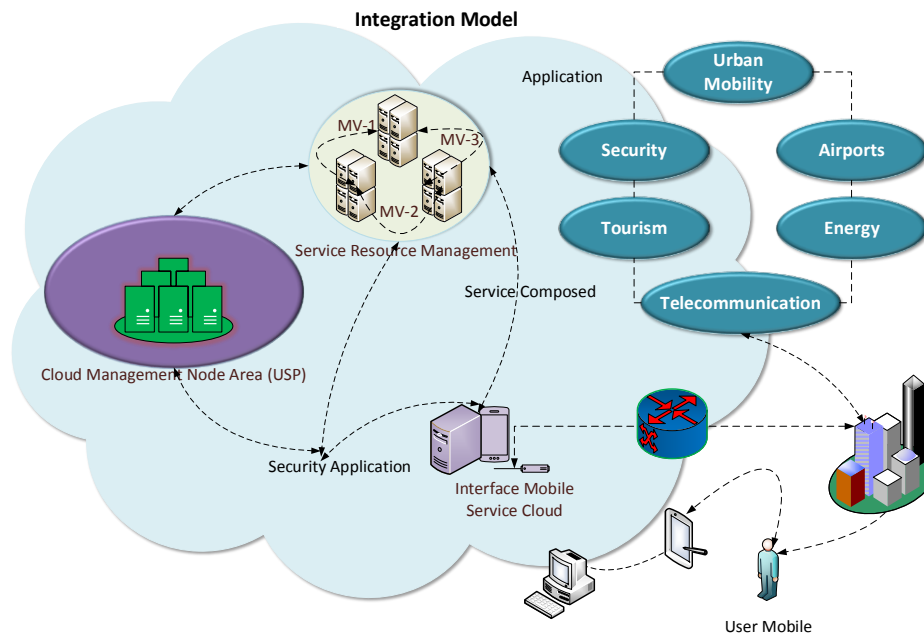 Integration Model
Application
Urban
Mobility
Security
Airports
Tourism
Energy
Telecommunication
MV-1
MV-3
MV-2
Service Resource Management
Service Composed
Cloud Management Node Area (USP)
Security Application
Interface Mobile
Service Cloud
User Mobile